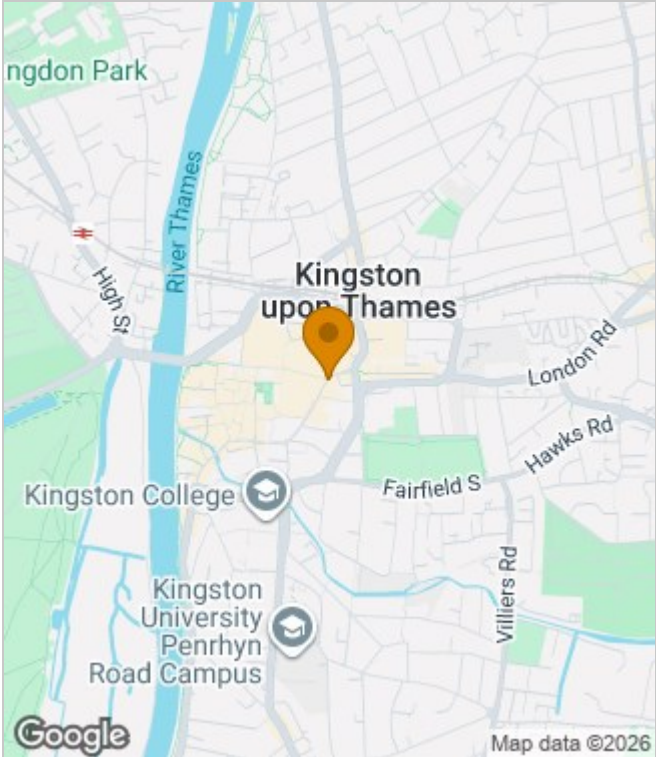 ngdon Park
River Thames
High St
Kingston
upon Thames
London Rd
Hawks Rd
Fairfield S
Kingston College
Villiers Rd
Kingston
University
Penrhyn
Road Campus
Google
Map data ©2026